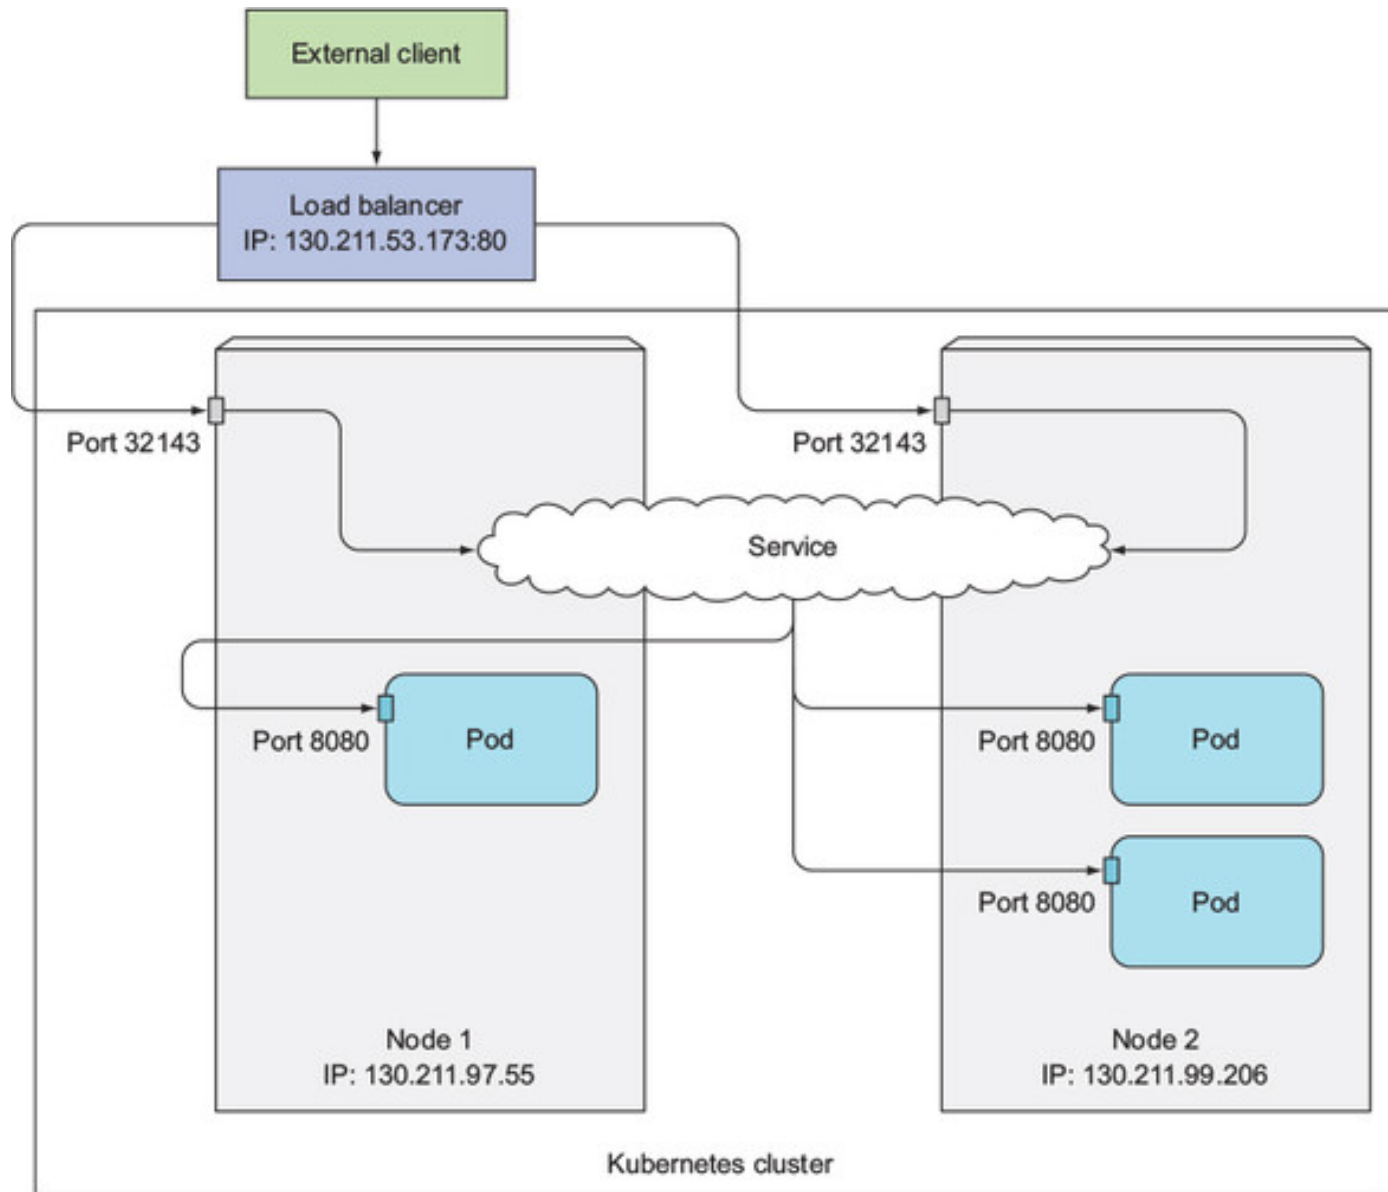 External client
Load balancer
IP: 130.211.53.173:80
Port 32143
Port 32143
Service
Port 8080
Pod
Port 8080
Pod
Port 8080
Pod
Node 1
IP: 130.211.97.55
Node 2
IP: 130.211.99.206
Kubernetes cluster